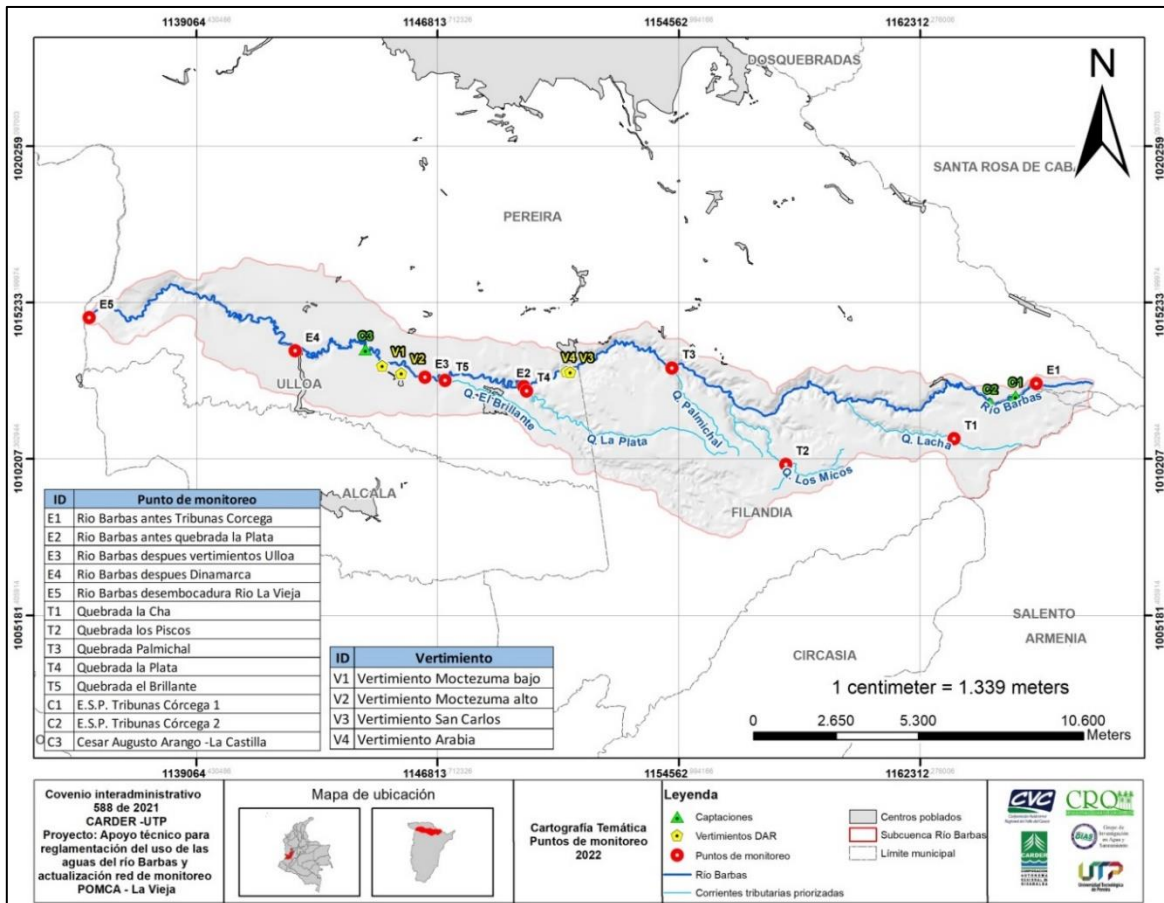 1139064
1146813
1154562
1162312
DOSQUEBRADAS
N
1020259
1020259
SANTA ROSA DE CAB
PEREIRA
1015233
1015233
E5
E4
C3
V1
V2
E3
T5
E2
T4
V4
V3
T3
E1
C1
C2
Río Barbas
ULLOA
Q. El Brillante
Q. La Plata
Q. Palmichal
T1
Q. Lacha
T2
Q. Los Micos
1010207
1010207
ALCALA
FILANDIA
ID Punto de monitoreo
E1 Rio Barbas antes Tribunas Corcega
E2 Rio Barbas antes quebrada la Plata
E3 Rio Barbas despues vertimientos Ulloa
E4 Rio Barbas despues Dinamarca
E5 Rio Barbas desembocadura Rio La Vieja
T1 Quebrada la Cha
T2 Quebrada los Piscos
T3 Quebrada Palmichal
T4 Quebrada la Plata
T5 Quebrada el Brillante
C1 E.S.P. Tribunas Córcega 1
C2 E.S.P. Tribunas Córcega 2
C3 Cesar Augusto Arango -La Castilla
ID Vertimiento
V1 Vertimiento Moctezuma bajo
V2 Vertimiento Moctezuma alto
V3 Vertimiento San Carlos
V4 Vertimiento Arabia
1005181
1005181
SALENTO
ARMENIA
CIRCASIA
1 centimeter = 1.339 meters
0 2.650 5.300 10.600
Meters
1139064
1146813
1154562
1162312
Convenio interadministrativo
588 de 2021
CARDER -UTP
Proyecto: Apoyo técnico para
reglamentación del uso de las
aguas del río Barbas y
actualización red de monitoreo
POMCA - La Vieja
Mapa de ubicación
Cartografía Temática
Puntos de monitoreo
2022
Leyenda
Captaciones
Vertimientos DAR
Puntos de monitoreo
Río Barbas
Corrientes tributarias priorizadas
Centros poblados
Subcuenca Río Barbas
Límite municipal
CVC
CRQ
CARDER
UTP